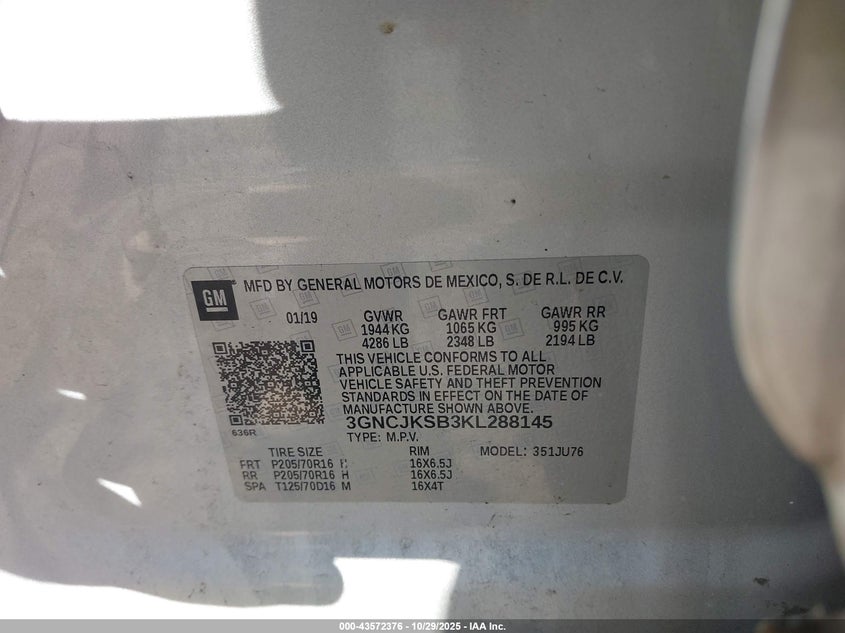 GM
MFD BY GENERAL MOTORS DE MEXICO, S. DE R.L. DE C.V.
01/19 GVWR GAWR FRT GAWR RR
1944 KG 1065 KG 995 KG
4286 LB 2348 LB 2194 LB
THIS VEHICLE CONFORMS TO ALL
APPLICABLE U.S. FEDERAL MOTOR
VEHICLE SAFETY AND THEFT PREVENTION
STANDARDS IN EFFECT ON THE DATE OF
MANUFACTURE SHOWN ABOVE.
3GNCJKSB3KL288145
636R
TYPE: M.P.V.
TIRE SIZE RIM MODEL: 351JU76
FRT P205/70R16 H 16X6.5J
RR P205/70R16 H 16X6.5J
SPA T125/70D16 M 16X4T
000-43572376 - 10/29/2025 - IAA Inc.